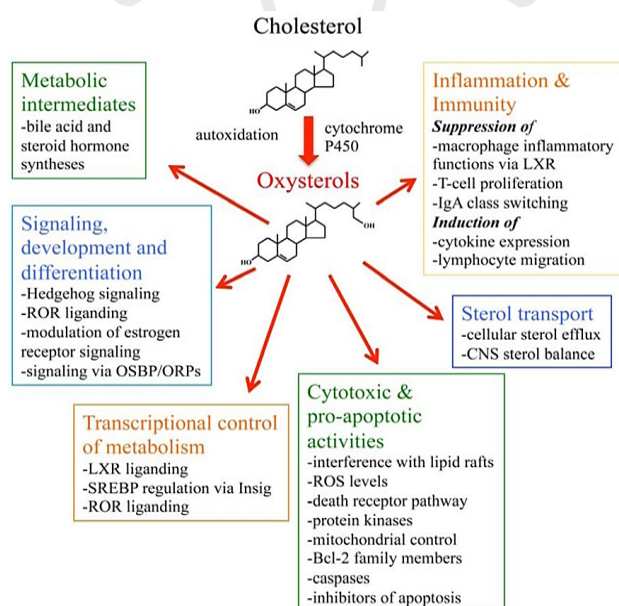 Cholesterol
HO
autoxidation
cytochrome
P450
Oxysterols
OH
HO
Metabolic
intermediates
-bile acid and
steroid hormone
syntheses
Inflammation &
Immunity
Suppression of
-macrophage inflammatory
functions via LXR
-T-cell proliferation
-IgA class switching
Induction of
-cytokine expression
-lymphocyte migration
Signaling,
development and
differentiation
-Hedgehog signaling
-ROR liganding
-modulation of estrogen
receptor signaling
-signaling via OSBP/ORPs
Sterol transport
-cellular sterol efflux
-CNS sterol balance
Transcriptional control
of metabolism
-LXR liganding
-SREBP regulation via Insig
-ROR liganding
Cytotoxic &
pro-apoptotic
activities
-interference with lipid rafts
-ROS levels
-death receptor pathway
-protein kinases
-mitochondrial control
-Bcl-2 family members
-caspases
-inhibitors of apoptosis